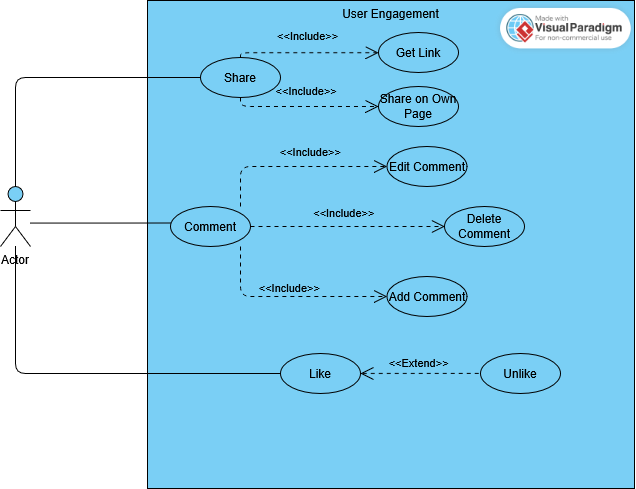 User Engagement
Made with
Visual Paradigm
For non-commercial use
<<Include>>
Get Link
Share
<<Include>>
Share on Own
Page
<<Include>>
Edit Comment
Actor
Comment
<<Include>>
Delete
Comment
<<Include>>
Add Comment
Like
<<Extend>>
Unlike